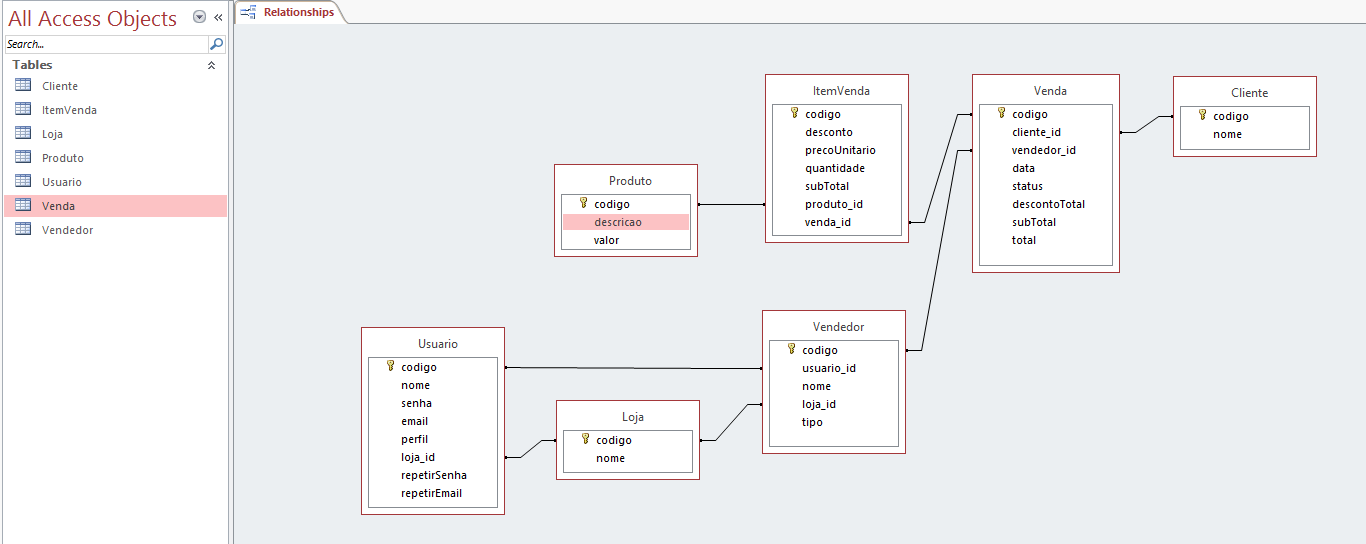 All Access Objects
Search...
Tables
Cliente
ItemVenda
Loja
Produto
Usuario
Venda
Vendedor
Relationships
Produto
codigo
descricao
valor
ItemVenda
codigo
desconto
precoUnitario
quantidade
subTotal
produto_id
venda_id
Venda
codigo
cliente_id
vendedor_id
data
status
descontoTotal
subTotal
total
Cliente
codigo
nome
Usuario
codigo
nome
senha
email
perfil
loja_id
repetirSenha
repetirEmail
Loja
codigo
nome
Vendedor
codigo
usuario_id
nome
loja_id
tipo